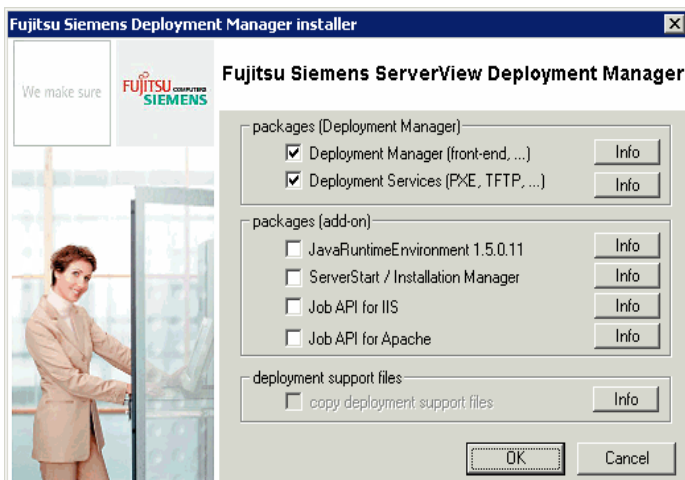 Fujitsu Siemens Deployment Manager installer
We make sure
FUJITSU COMPUTERS
SIEMENS
Fujitsu Siemens ServerView Deployment Manager
packages (Deployment Manager)
Deployment Manager (front-end, ...)
Info
Deployment Services (PXE, TFTP, ...)
Info
packages (add-on)
JavaRuntimeEnvironment 1.5.0.11
Info
ServerStart / Installation Manager
Info
Job API for IIS
Info
Job API for Apache
Info
deployment support files
copy deployment support files
Info
OK
Cancel